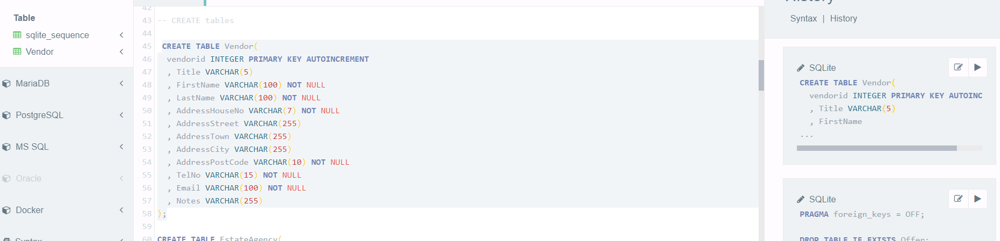 Table
sqlite_sequence
Vendor
MariaDB
PostgreSQL
MS SQL
Oracle
Docker
Syntax
42
43 -- CREATE tables
44
45 CREATE TABLE Vendor(
46 vendorid INTEGER PRIMARY KEY AUTOINCREMENT
47 , Title VARCHAR(5)
48 , FirstName VARCHAR(100) NOT NULL
49 , LastName VARCHAR(100) NOT NULL
50 , AddressHouseNo VARCHAR(7) NOT NULL
51 , AddressStreet VARCHAR(255)
52 , AddressTown VARCHAR(255)
53 , AddressCity VARCHAR(255)
54 , AddressPostCode VARCHAR(10) NOT NULL
55 , TelNo VARCHAR(15) NOT NULL
56 , Email VARCHAR(100) NOT NULL
57 , Notes VARCHAR(255)
58 );
59
60 CREATE TABLE EstateAgency(
History
Syntax | History
SQLite
CREATE TABLE Vendor(
vendorid INTEGER PRIMARY KEY AUTOINC
, Title VARCHAR(5)
, FirstName
...
SQLite
PRAGMA foreign_keys = OFF;
DROP TABLE IF EXISTS Offer;